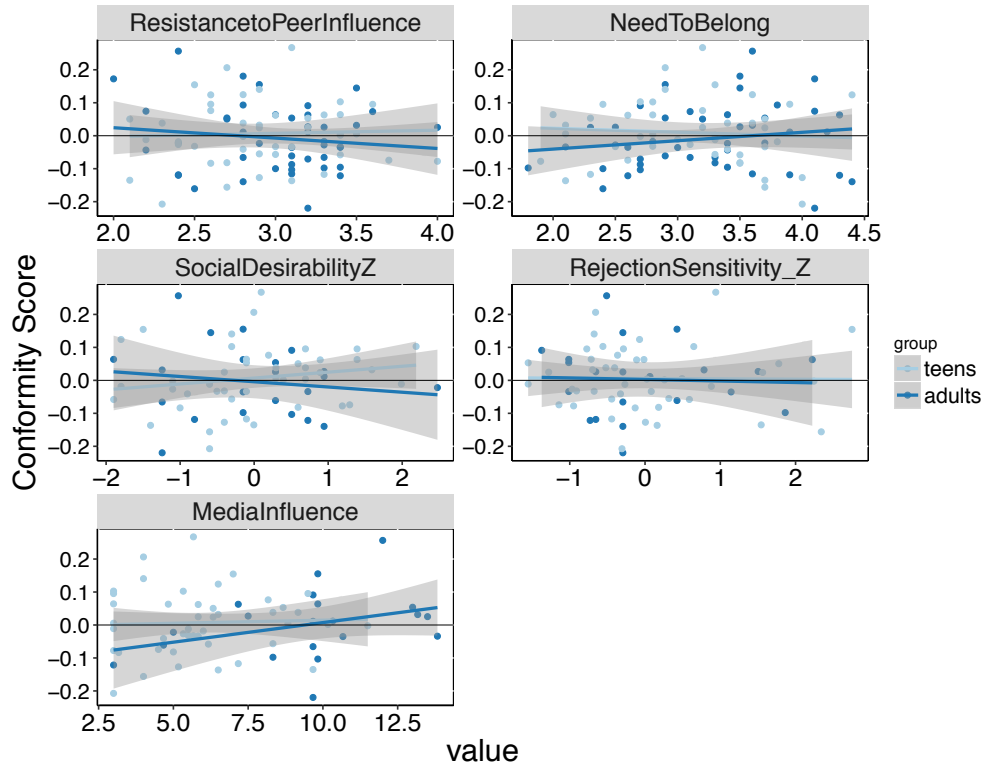 ResistancetoPeerInfluence
NeedToBelong
0.2
0.1
0.0
−0.1
−0.2
2.0 2.5 3.0 3.5 4.0
0.2
0.1
0.0
−0.1
−0.2
2.0 2.5 3.0 3.5 4.0 4.5
SocialDesirabilityZ
RejectionSensitivity_Z
0.2
0.1
0.0
−0.1
−0.2
−2 −1 0 1 2
0.2
0.1
0.0
−0.1
−0.2
−1 0 1 2
MediaInfluence
0.2
0.1
0.0
−0.1
−0.2
2.5 5.0 7.5 10.0 12.5
Conformity Score
value
group
teens
adults